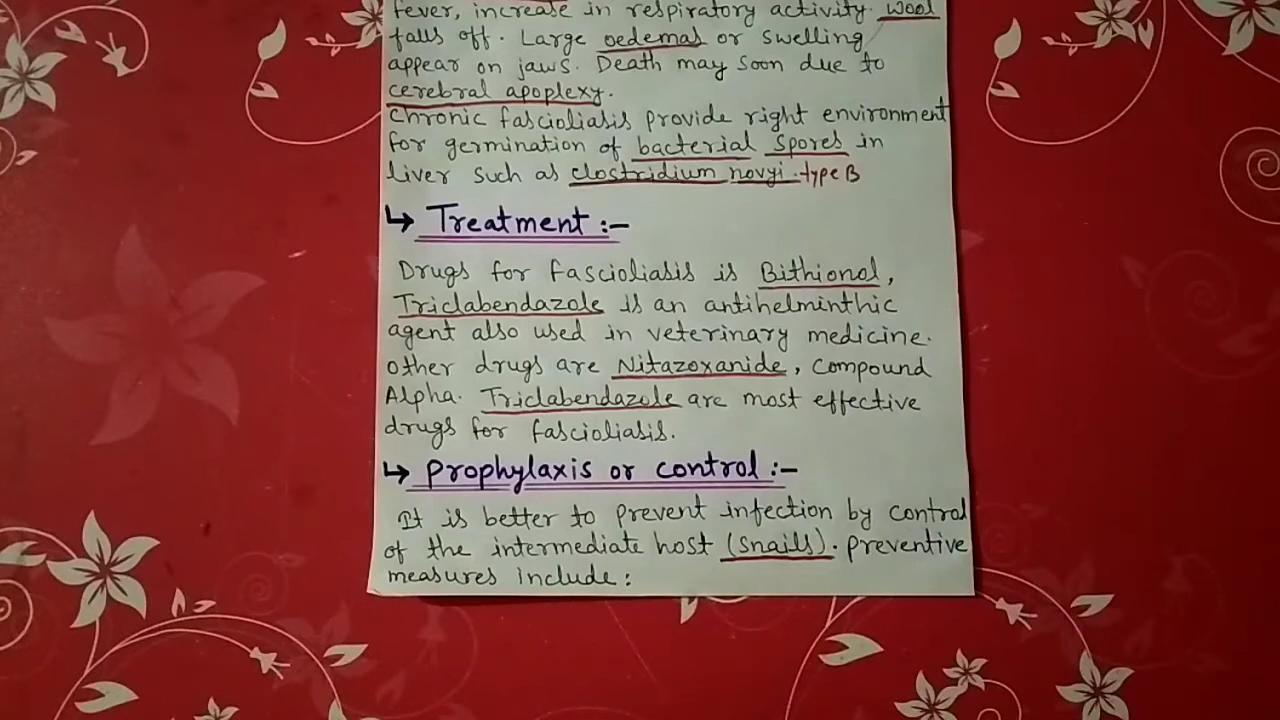 fever, increase in respiratory activity. Wool
falls off. Large oedemas or swelling
appear on jaws. Death may soon due to
cerebral apoplexy.
Chronic fascioliasis provide right environment
for germination of bacterial spores in
liver such as clostridium novyi. type B
↳ Treatment :-
Drugs for fascioliasis is Bithionol,
Triclabendazole is an antihelminthic
agent also used in veterinary medicine.
Other drugs are Nitazoxanide, compound
Alpha. Triclabendazole are most effective
drugs for fascioliasis.
↳ prophylaxis or control :-
It is better to prevent infection by control
of the intermediate host (snails). preventive
measures include :